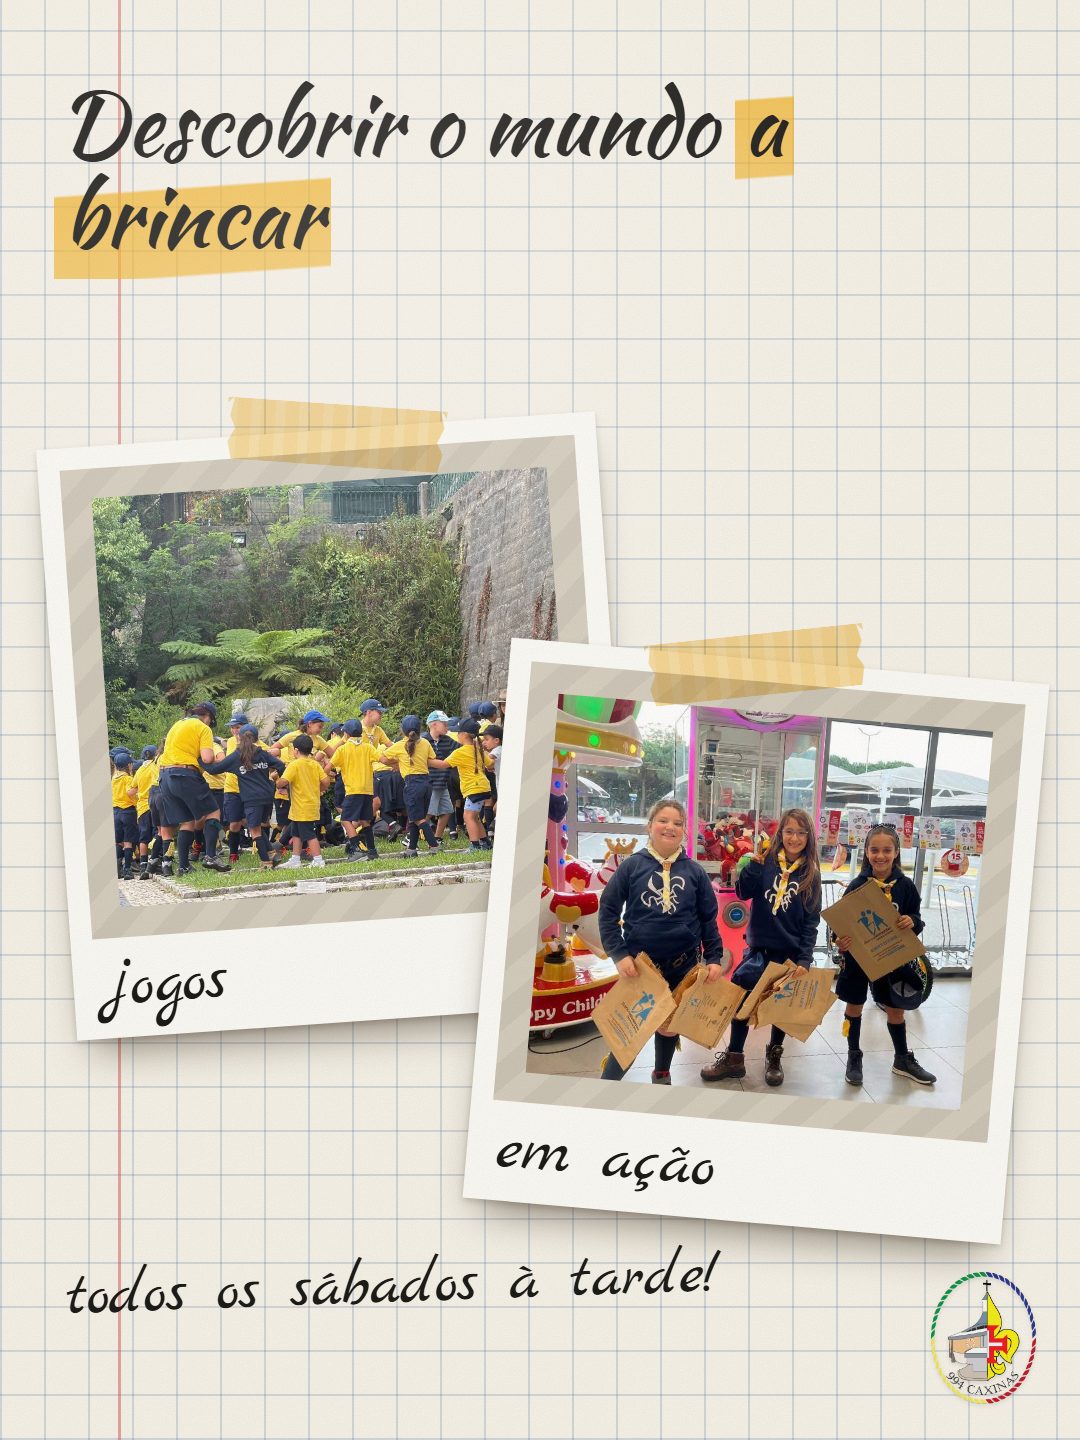 Descobrir o mundo a
brincar
jogos
em ação
todos os sábados à tarde!
994 CAXINAS